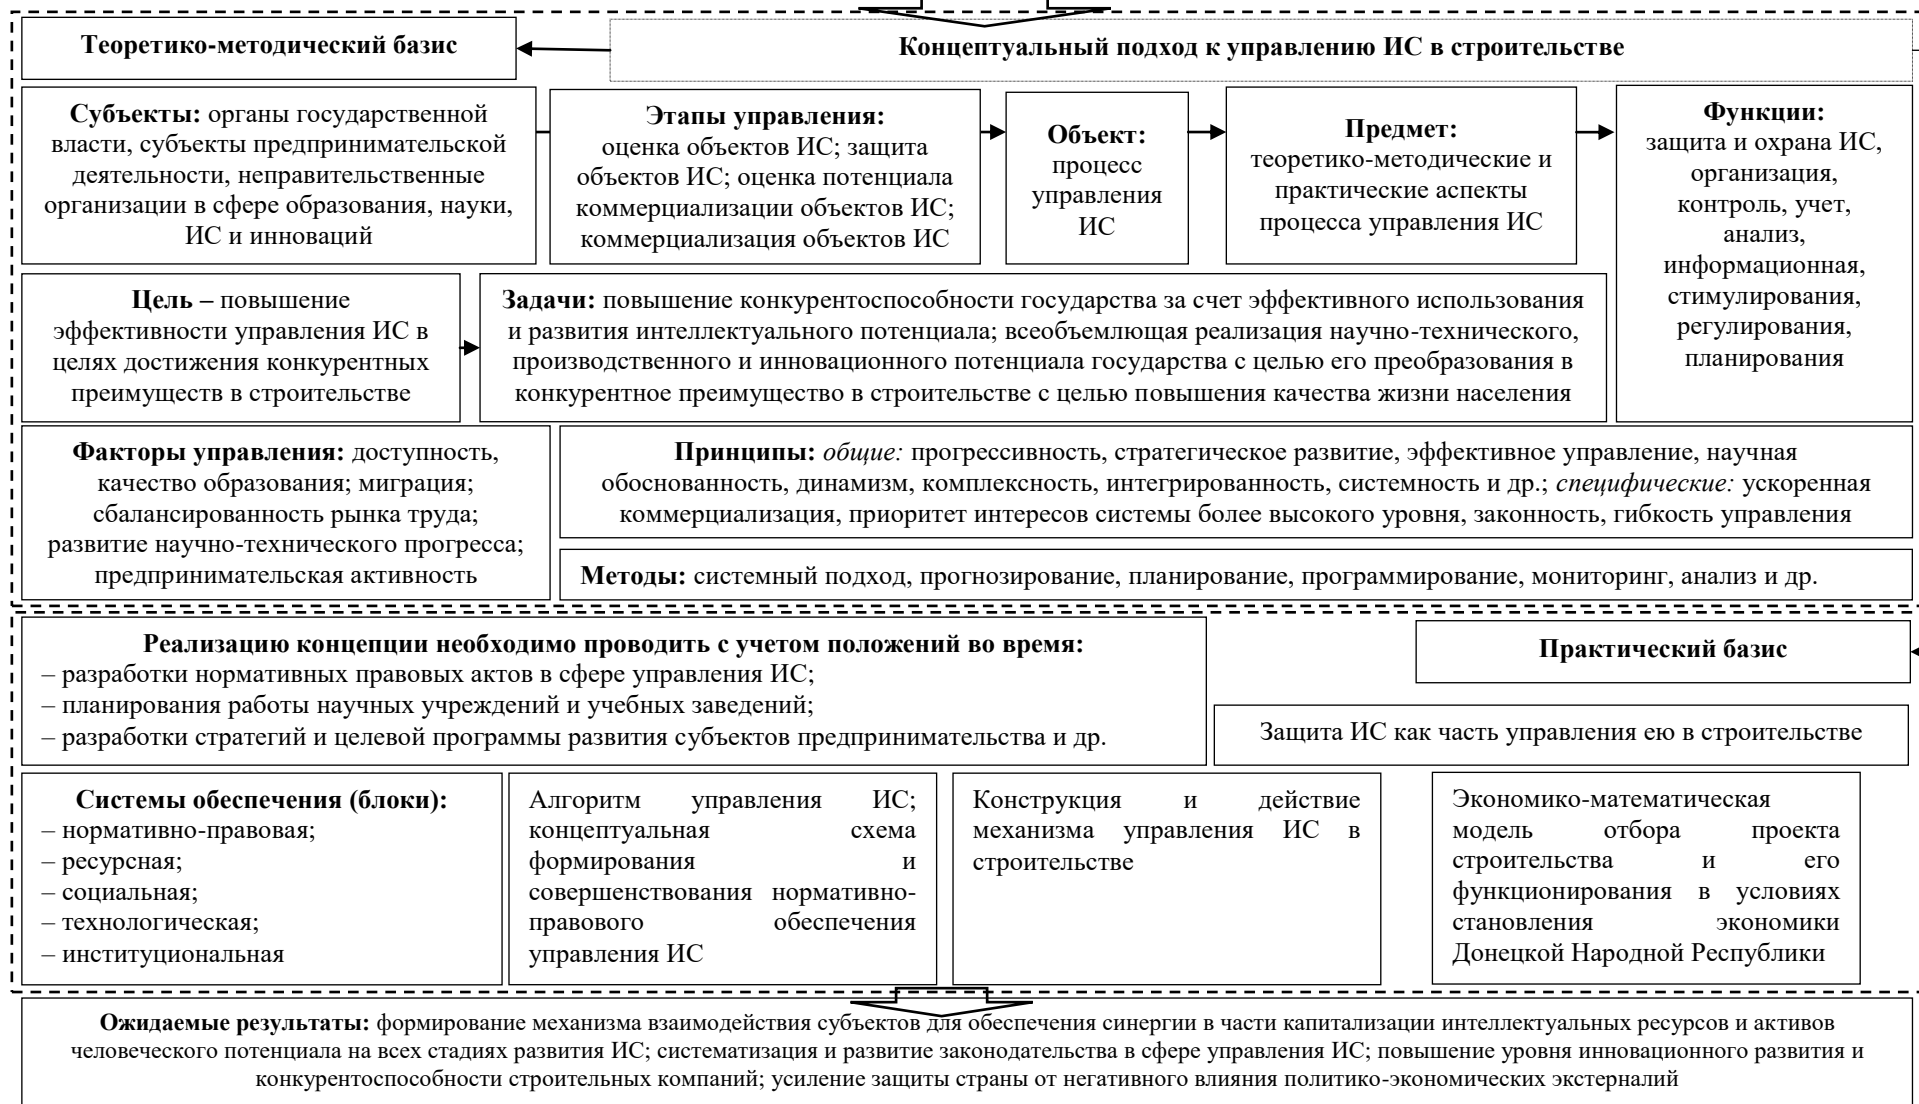 Теоретико-методический базис
Концептуальный подход к управлению ИС в строительстве
Субъекты: органы государственной
власти, субъекты предпринимательской
деятельности, неправительственные
организации в сфере образования, науки,
ИС и инноваций
Этапы управления:
оценка объектов ИС; защита
объектов ИС; оценка потенциала
коммерциализации объектов ИС;
коммерциализация объектов ИС
Объект:
процесс
управления
ИС
Предмет:
теоретико-методические и
практические аспекты
процесса управления ИС
Функции:
защита и охрана ИС,
организация,
контроль, учет,
анализ,
информационная,
стимулирования,
регулирования,
планирования
Цель – повышение
эффективности управления ИС в
целях достижения конкурентных
преимуществ в строительстве
Задачи: повышение конкурентоспособности государства за счет эффективного использования
и развития интеллектуального потенциала; всеобъемлющая реализация научно-технического,
производственного и инновационного потенциала государства с целью его преобразования в
конкурентное преимущество в строительстве с целью повышения качества жизни населения
Факторы управления: доступность,
качество образования; миграция;
сбалансированность рынка труда;
развитие научно-технического прогресса;
предпринимательская активность
Принципы: общие: прогрессивность, стратегическое развитие, эффективное управление, научная
обоснованность, динамизм, комплексность, интегрированность, системность и др.; специфические: ускоренная
коммерциализация, приоритет интересов системы более высокого уровня, законность, гибкость управления
Методы: системный подход, прогнозирование, планирование, программирование, мониторинг, анализ и др.
Реализацию концепции необходимо проводить с учетом положений во время:
– разработки нормативных правовых актов в сфере управления ИС;
– планирования работы научных учреждений и учебных заведений;
– разработки стратегий и целевой программы развития субъектов предпринимательства и др.
Практический базис
Защита ИС как часть управления ею в строительстве
Системы обеспечения (блоки):
– нормативно-правовая;
– ресурсная;
– социальная;
– технологическая;
– институциональная
Алгоритм управления ИС;
концептуальная схема
формирования и
совершенствования нормативно-
правового обеспечения
управления ИС
Конструкция и действие
механизма управления ИС в
строительстве
Экономико-математическая
модель отбора проекта
строительства и его
функционирования в условиях
становления экономики
Донецкой Народной Республики
Ожидаемые результаты: формирование механизма взаимодействия субъектов для обеспечения синергии в части капитализации интеллектуальных ресурсов и активов
человеческого потенциала на всех стадиях развития ИС; систематизация и развитие законодательства в сфере управления ИС; повышение уровня инновационного развития и
конкурентоспособности строительных компаний; усиление защиты страны от негативного влияния политико-экономических экстерналий